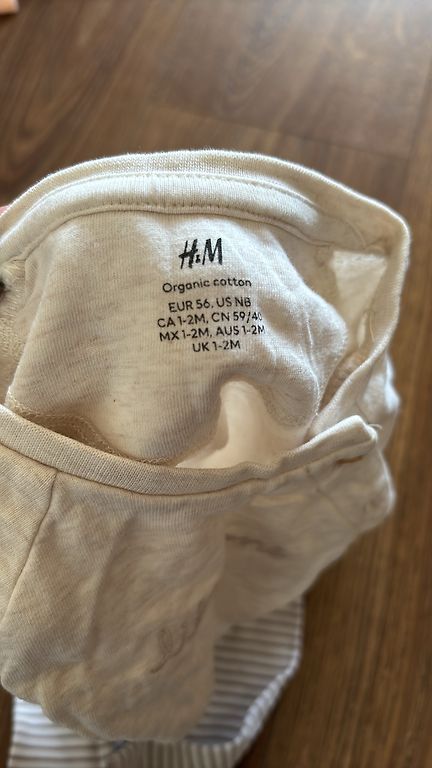 H&M
Organic cotton
EUR 56, US NB
CA 1-2M, CN 59/40
MX 1-2M, AUS 1-2M
UK 1-2M